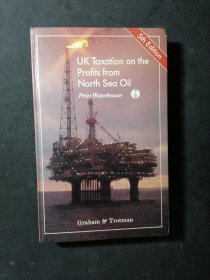 5th Edition
UK Taxation on the
Profits from
North Sea Oil
Price Waterhouse
Graham & Trotman